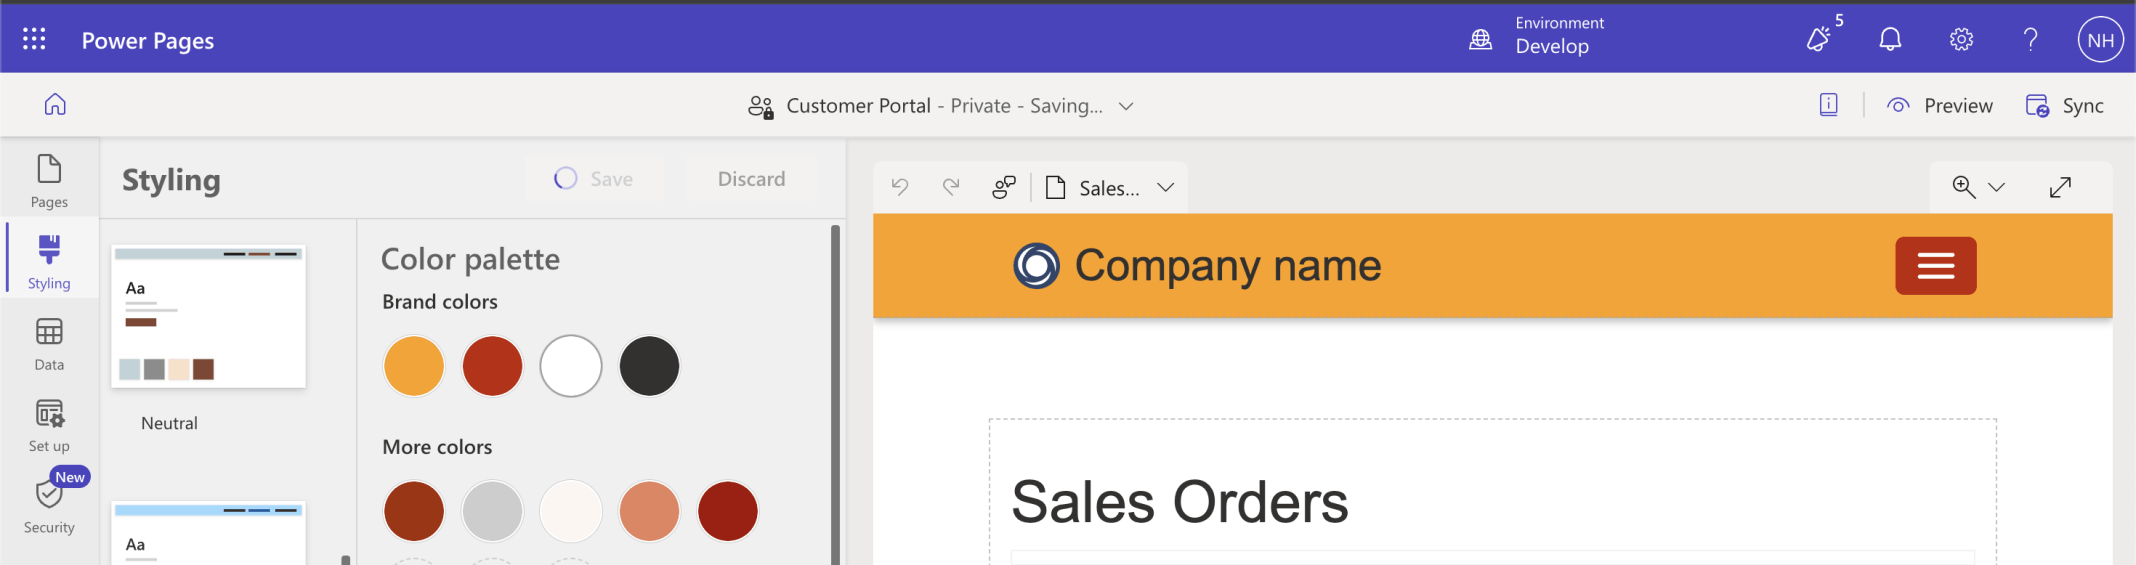 Power Pages
Environment
Develop
5
NH
Customer Portal - Private - Saving...
Preview
Sync
Pages
Styling
Data
Set up
New
Security
Styling
Save
Discard
Aa
Neutral
Aa
Color palette
Brand colors
More colors
Sales...
Company name
Sales Orders